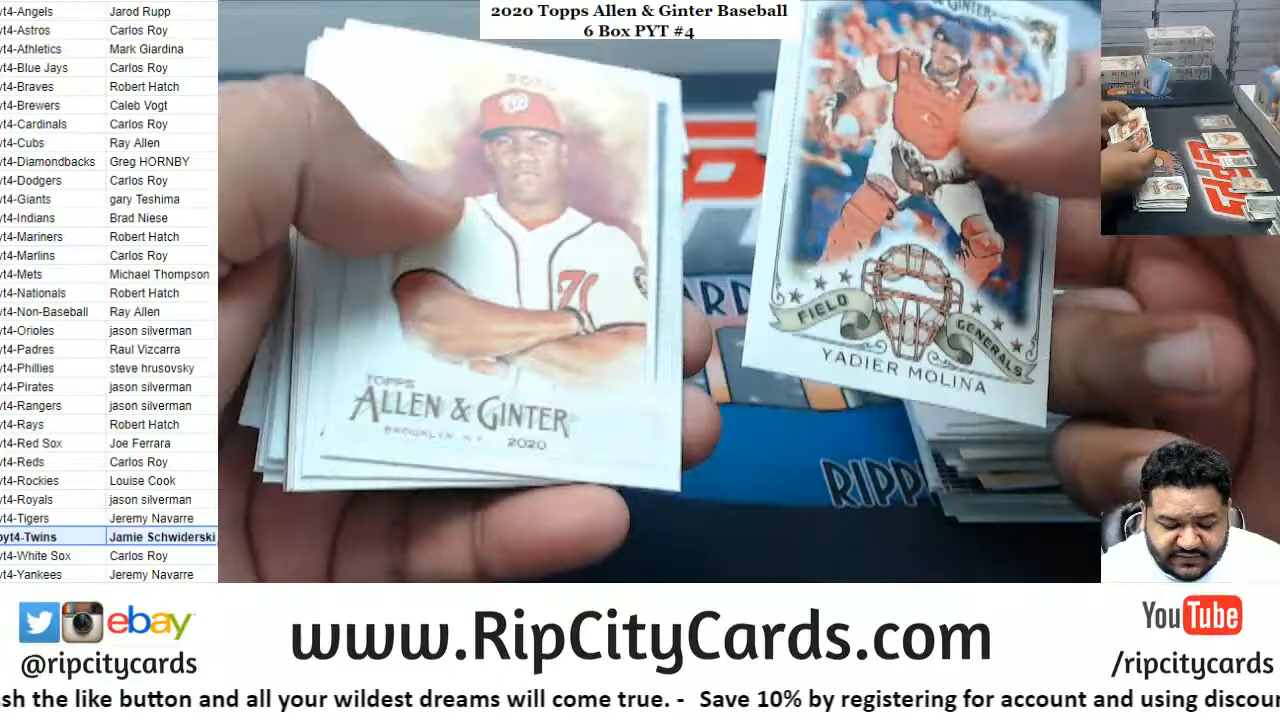 2020 Topps Allen & Ginter Baseball
6 Box PYT #4
yt4-Angels Jarod Rupp
yt4-Astros Carlos Roy
yt4-Athletics Mark Giardina
yt4-Blue Jays Carlos Roy
yt4-Braves Robert Hatch
yt4-Brewers Caleb Vogt
yt4-Cardinals Carlos Roy
yt4-Cubs Ray Allen
yt4-Diamondbacks Greg HORNBY
yt4-Dodgers Carlos Roy
yt4-Giants gary Teshima
yt4-Indians Brad Niese
yt4-Mariners Robert Hatch
yt4-Marlins Carlos Roy
yt4-Mets Michael Thompson
yt4-Nationals Robert Hatch
yt4-Non-Baseball Ray Allen
yt4-Orioles jason silverman
yt4-Padres Raul Vizcarra
yt4-Phillies steve hrusovsky
yt4-Pirates jason silverman
yt4-Rangers jason silverman
yt4-Rays Robert Hatch
yt4-Red Sox Joe Ferrara
yt4-Reds Carlos Roy
yt4-Rockies Louise Cook
yt4-Royals jason silverman
yt4-Tigers Jeremy Navarre
pyt4-Twins Jamie Schwiderski
yt4-White Sox Carlos Roy
yt4-Yankees Jeremy Navarre
SOTO
W
TOPPS
ALLEN & GINTER
BROOKLYN, N.Y. 2020
GINTER
FIELD
GENERALS
YADIER MOLINA
RIPP
ebay
@ripcitycards
www.RipCityCards.com
YouTube
/ripcitycards
sh the like button and all your wildest dreams will come true. - Save 10% by registering for account and using discou